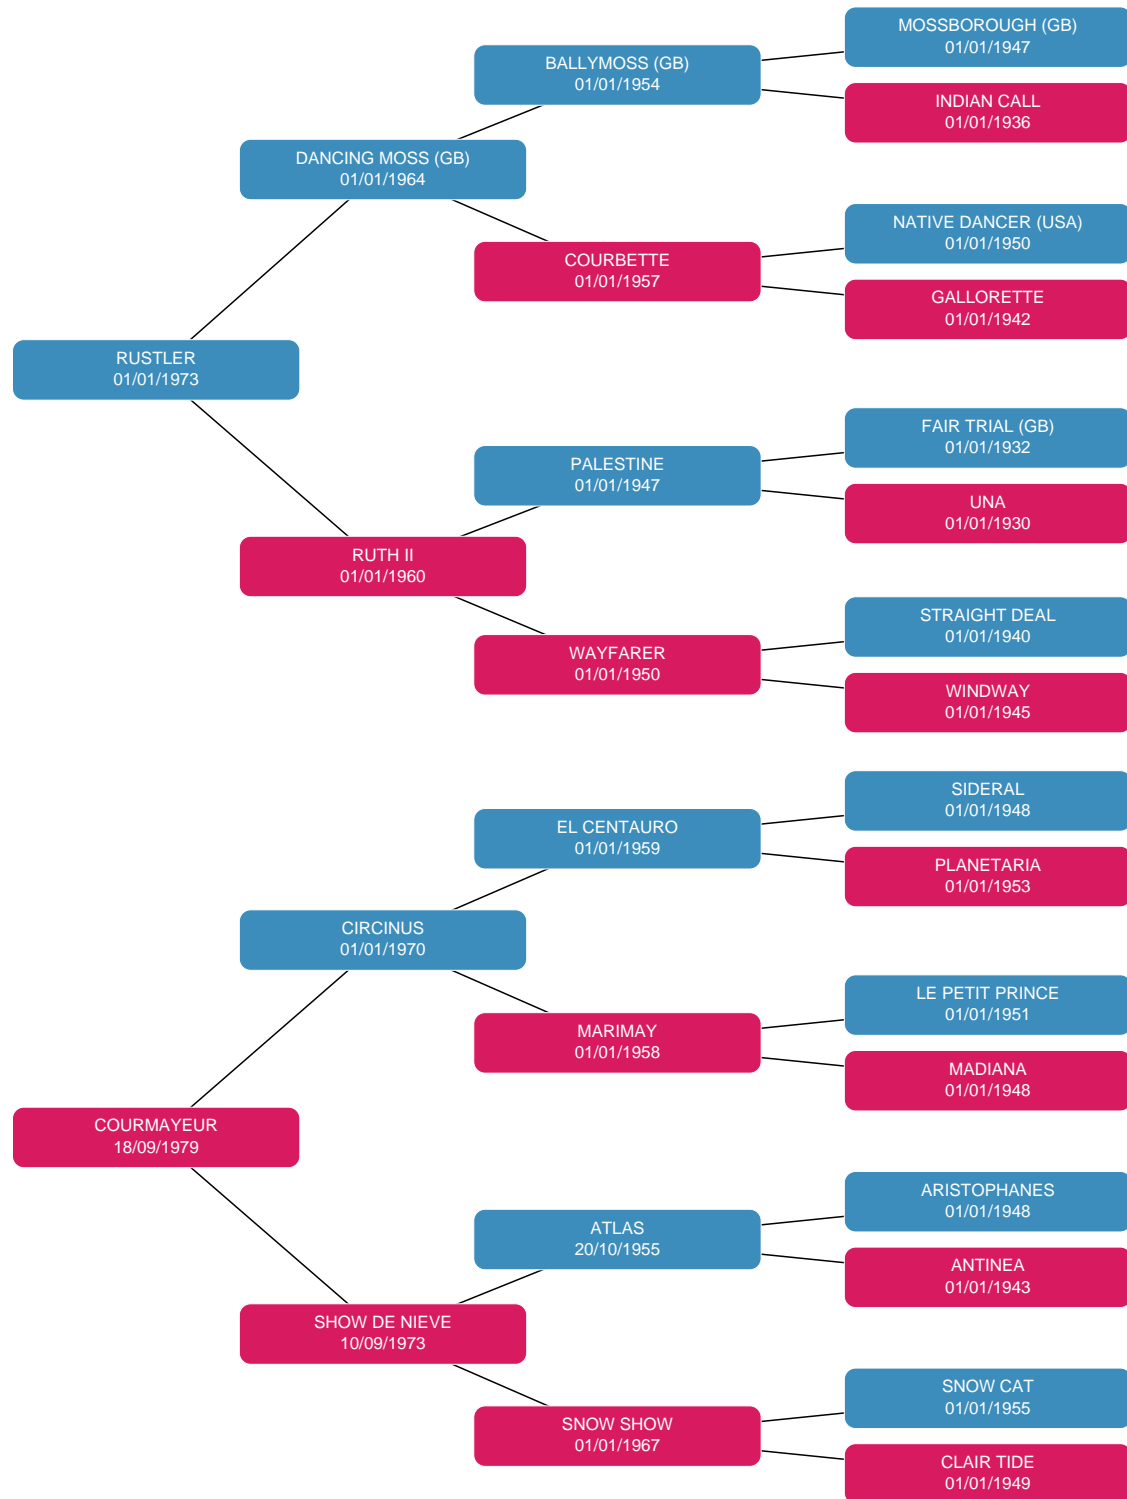 MOSSBOROUGH (GB)
01/01/1947
BALLYMOSS (GB)
01/01/1954
INDIAN CALL
01/01/1936
DANCING MOSS (GB)
01/01/1964
NATIVE DANCER (USA)
01/01/1950
COURBETTE
01/01/1957
GALLORETTE
01/01/1942
RUSTLER
01/01/1973
FAIR TRIAL (GB)
01/01/1932
PALESTINE
01/01/1947
UNA
01/01/1930
RUTH II
01/01/1960
STRAIGHT DEAL
01/01/1940
WAYFARER
01/01/1950
WINDWAY
01/01/1945
SIDERAL
01/01/1948
EL CENTAURO
01/01/1959
PLANETARIA
01/01/1953
CIRCINUS
01/01/1970
LE PETIT PRINCE
01/01/1951
MARIMAY
01/01/1958
MADIANA
01/01/1948
COURMAYEUR
18/09/1979
ARISTOPHANES
01/01/1948
ATLAS
20/10/1955
ANTINEA
01/01/1943
SHOW DE NIEVE
10/09/1973
SNOW CAT
01/01/1955
SNOW SHOW
01/01/1967
CLAIR TIDE
01/01/1949